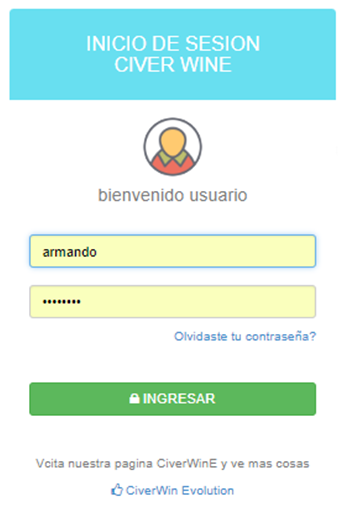 INICIO DE SESION
CIVER WINE
bienvenido usuario
armando
••••••••
Olvidaste tu contraseña?
INGRESAR
Vcita nuestra pagina CiverWinE y ve mas cosas
CiverWin Evolution